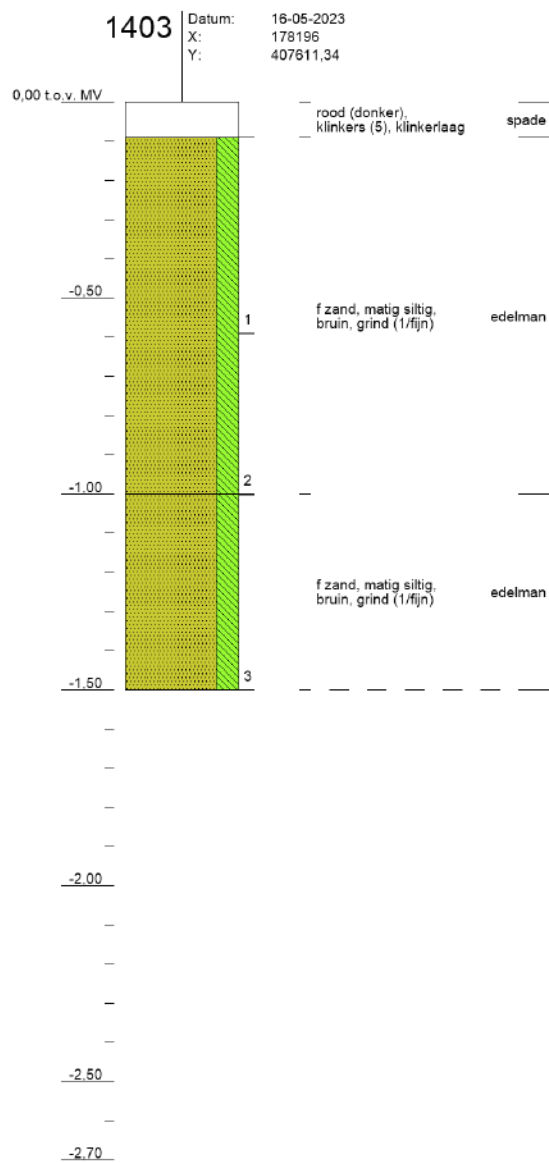 1403
Datum: 16-05-2023
X: 178196
Y: 407611,34
0,00 t.o.v. MV
rood (donker),
klinkers (5), klinkerlaag
spade
-0,50
1
f zand, matig siltig,
bruin, grind (1/fijn)
edelman
2
-1,00
f zand, matig siltig,
bruin, grind (1/fijn)
edelman
3
-1,50
-2,00
-2,50
-2,70